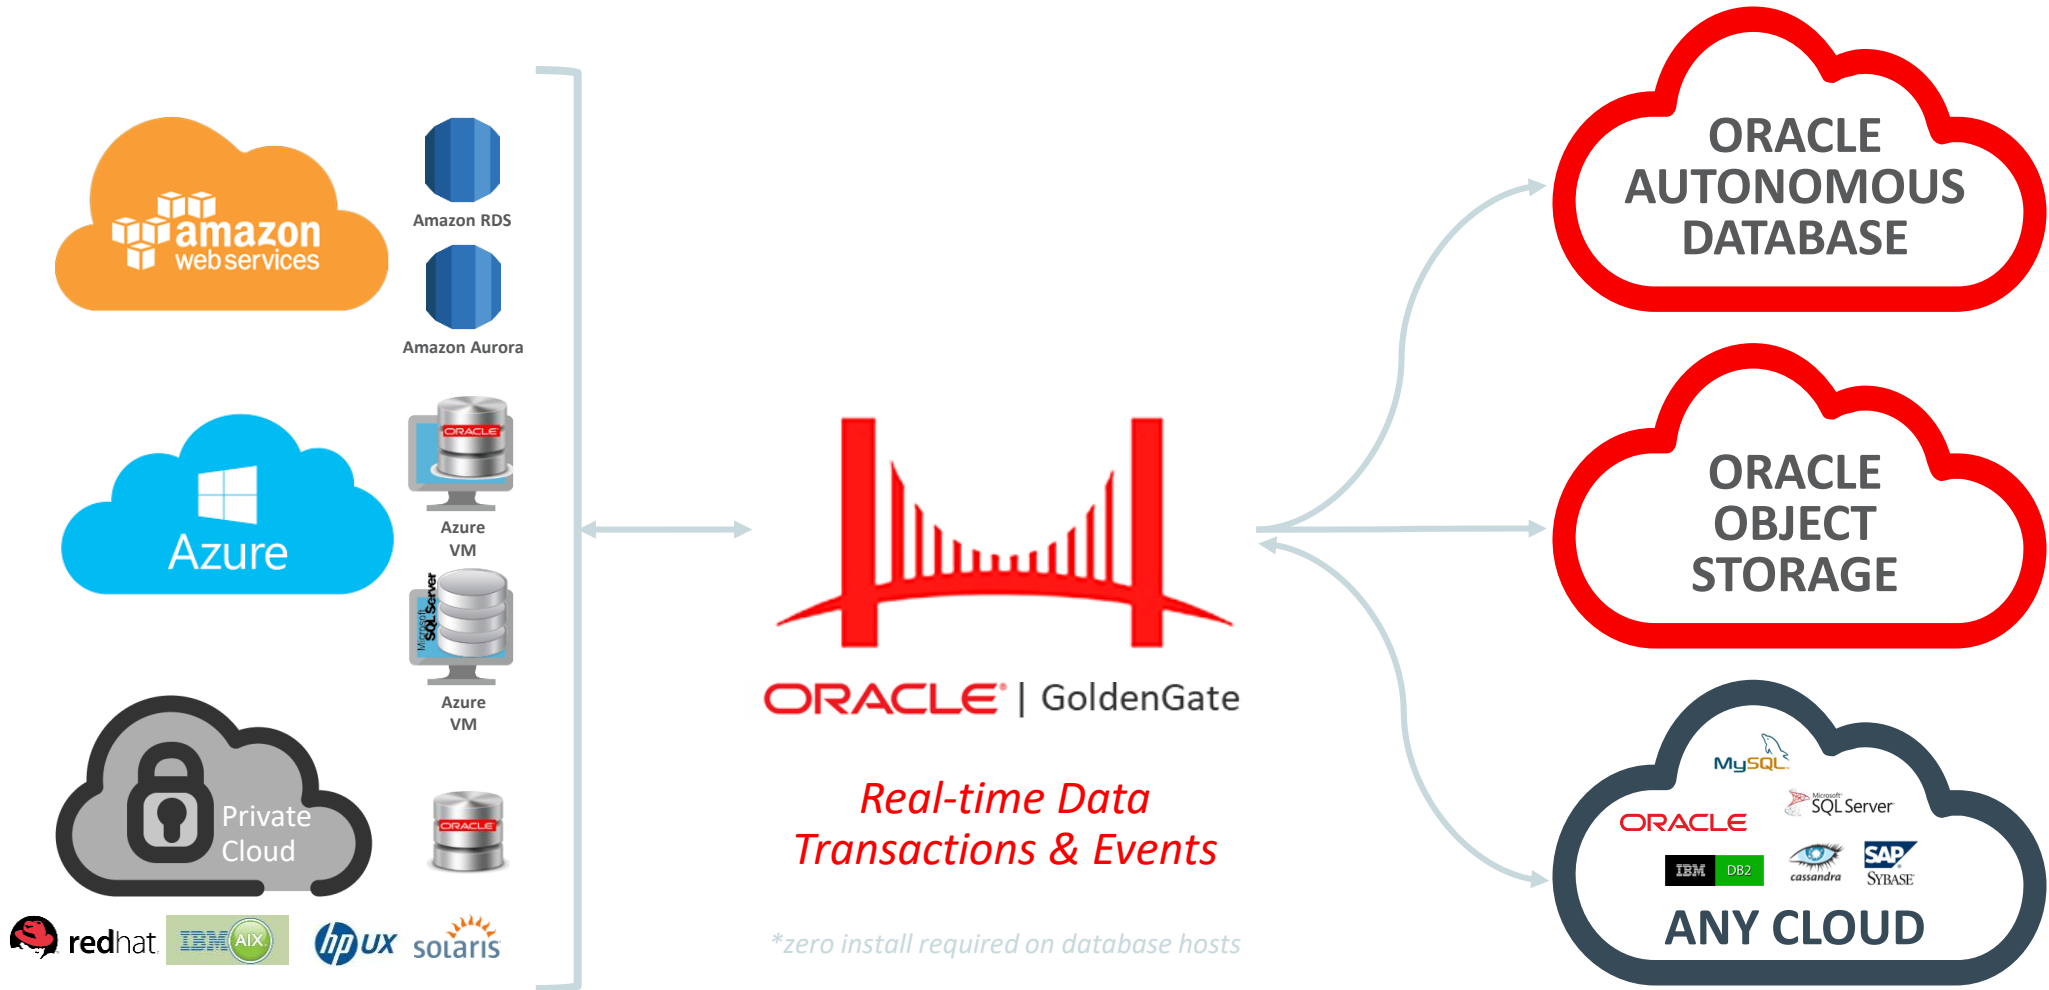 amazon
web services
Amazon RDS
Amazon Aurora
Azure
ORACLE
Azure
VM
Microsoft
SQL Server
Azure
VM
Private
Cloud
ORACLE
redhat.
IBM AIX
hp UX
solaris
ORACLE® | GoldenGate
Real-time Data
Transactions & Events
*zero install required on database hosts
ORACLE
AUTONOMOUS
DATABASE
ORACLE
OBJECT
STORAGE
MySQL
Microsoft
SQL Server
ORACLE
IBM DB2
cassandra
SAP
SYBASE
ANY CLOUD